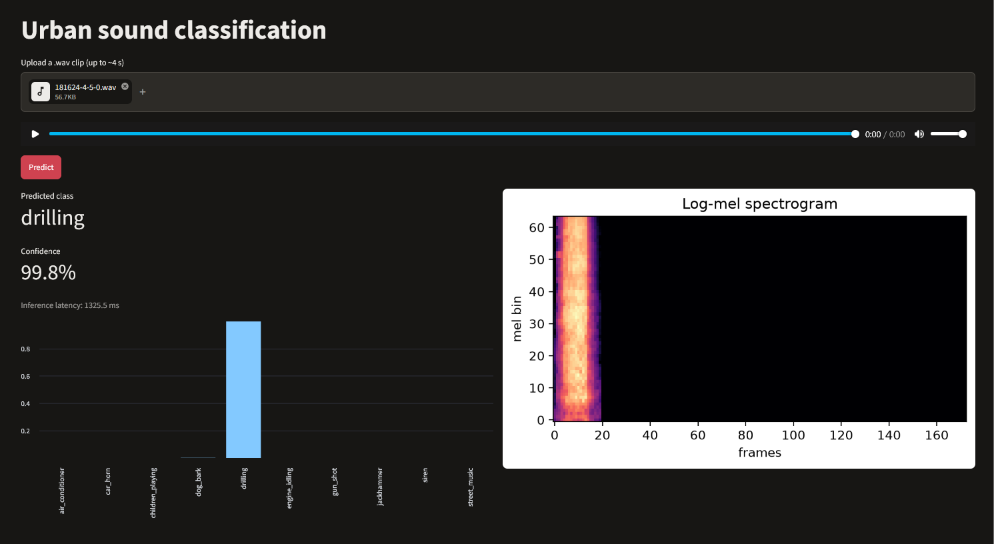 Urban sound classification
Upload a .wav clip (up to ~4 s)
181624-4-5-0.wav
56.7KB
0:00 / 0:00
Predict
Predicted class
drilling
Confidence
99.8%
Inference latency: 1325.5 ms
0.8
0.6
0.4
0.2
air_conditioner
car_horn
children_playing
dog_bark
drilling
engine_idling
gun_shot
jackhammer
siren
street_music
Log-mel spectrogram
mel bin
60
50
40
30
20
10
0
0 20 40 60 80 100 120 140 160
frames